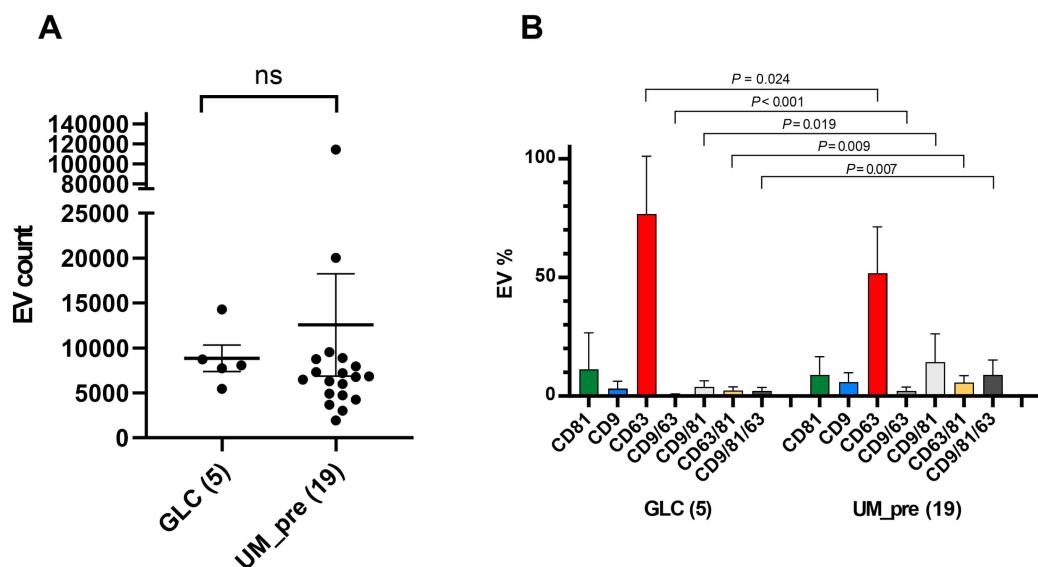 A
ns
EV count
140000
120000
100000
80000
25000
20000
15000
10000
5000
0
GLC (5)
UM_pre (19)
B
P = 0.024
P< 0.001
P = 0.019
P = 0.009
P = 0.007
EV %
100
50
0
CD81
CD9
CD63
CD9/63
CD9/81
CD63/81
CD9/81/63
CD81
CD9
CD63
CD9/63
CD9/81
CD63/81
CD9/81/63
GLC (5)
UM_pre (19)